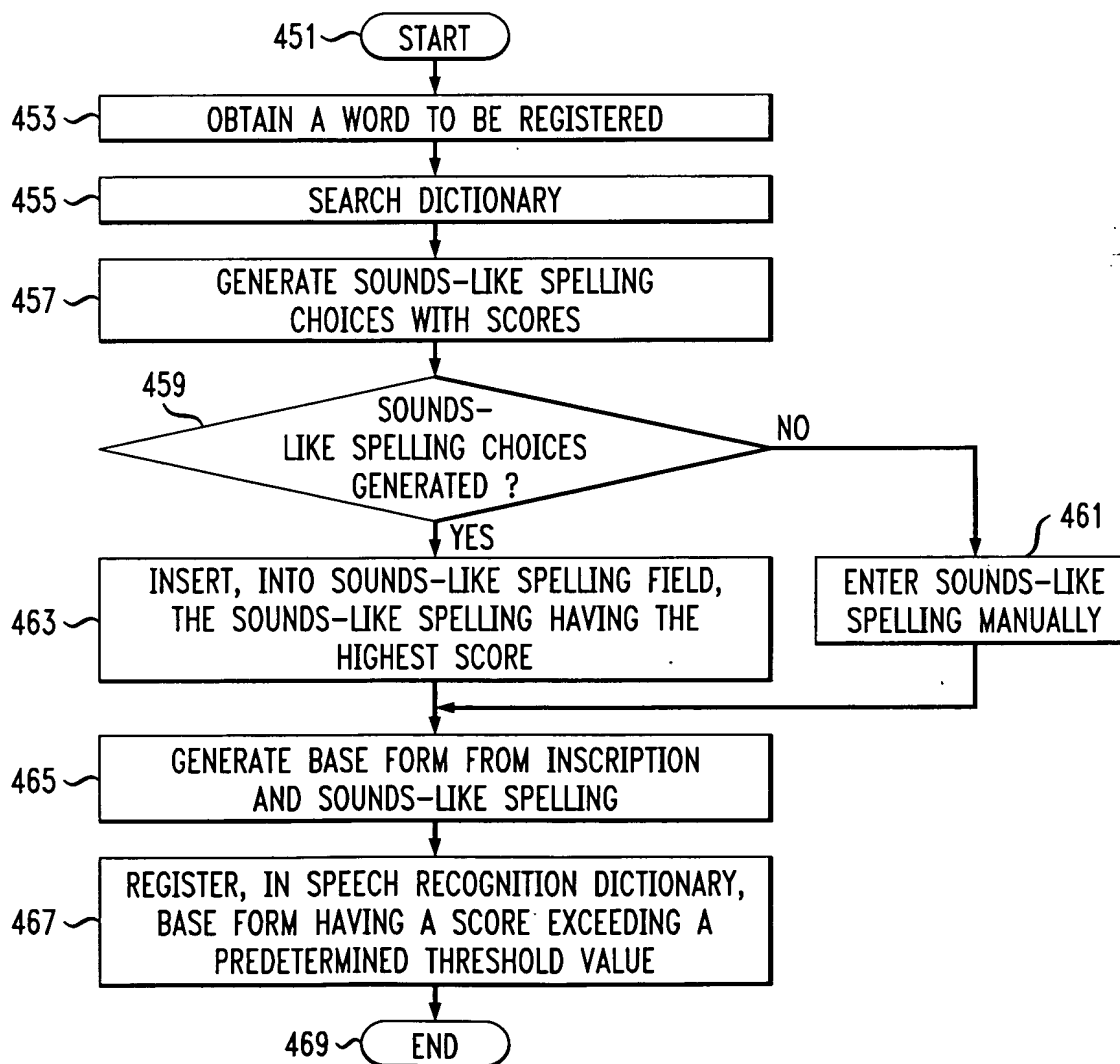 451
START
453
OBTAIN A WORD TO BE REGISTERED
455
SEARCH DICTIONARY
457
GENERATE SOUNDS-LIKE SPELLING
CHOICES WITH SCORES
459
SOUNDS-
LIKE SPELLING CHOICES
GENERATED ?
NO
YES
461
ENTER SOUNDS-LIKE
SPELLING MANUALLY
463
INSERT, INTO SOUNDS-LIKE SPELLING FIELD,
THE SOUNDS-LIKE SPELLING HAVING THE
HIGHEST SCORE
465
GENERATE BASE FORM FROM INSCRIPTION
AND SOUNDS-LIKE SPELLING
467
REGISTER, IN SPEECH RECOGNITION DICTIONARY,
BASE FORM HAVING A SCORE EXCEEDING A
PREDETERMINED THRESHOLD VALUE
469
END